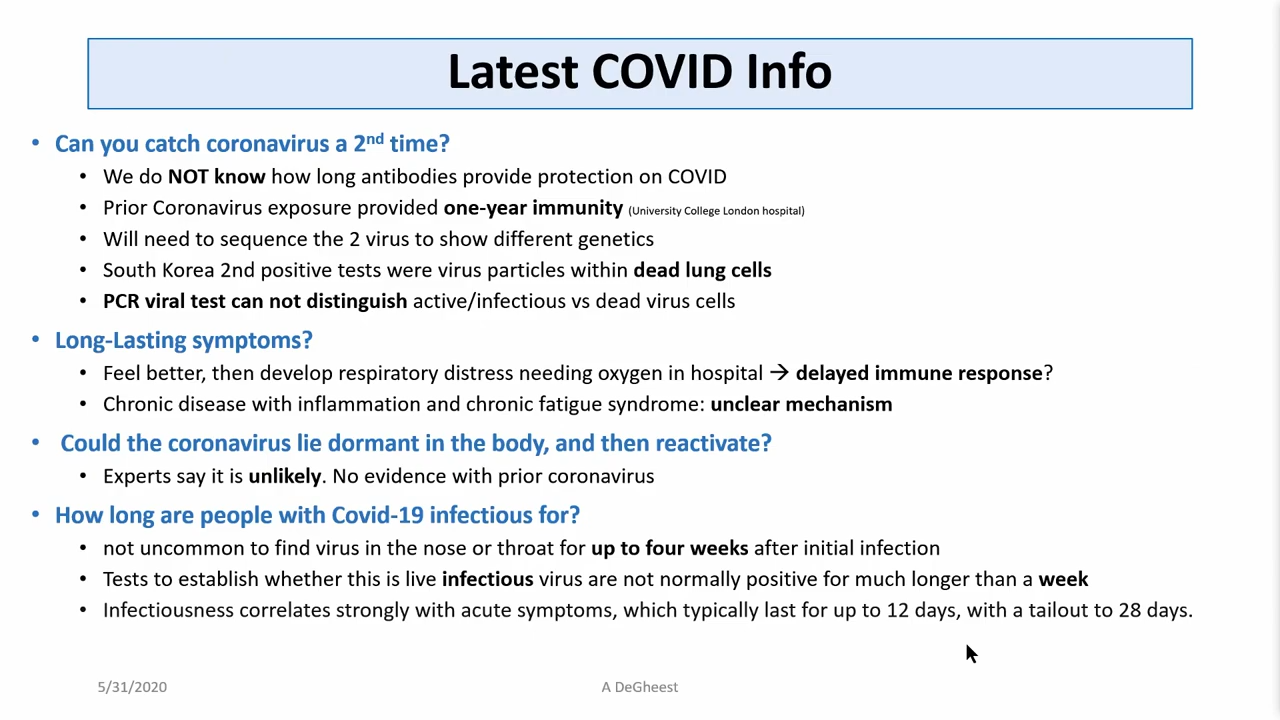 Latest COVID Info
• Can you catch coronavirus a 2nd time?
• We do NOT know how long antibodies provide protection on COVID
• Prior Coronavirus exposure provided one-year immunity (University College London hospital)
• Will need to sequence the 2 virus to show different genetics
• South Korea 2nd positive tests were virus particles within dead lung cells
• PCR viral test can not distinguish active/infectious vs dead virus cells
• Long-Lasting symptoms?
• Feel better, then develop respiratory distress needing oxygen in hospital → delayed immune response?
• Chronic disease with inflammation and chronic fatigue syndrome: unclear mechanism
• Could the coronavirus lie dormant in the body, and then reactivate?
• Experts say it is unlikely. No evidence with prior coronavirus
• How long are people with Covid-19 infectious for?
• not uncommon to find virus in the nose or throat for up to four weeks after initial infection
• Tests to establish whether this is live infectious virus are not normally positive for much longer than a week
• Infectiousness correlates strongly with acute symptoms, which typically last for up to 12 days, with a tailout to 28 days.
5/31/2020
A DeGheest